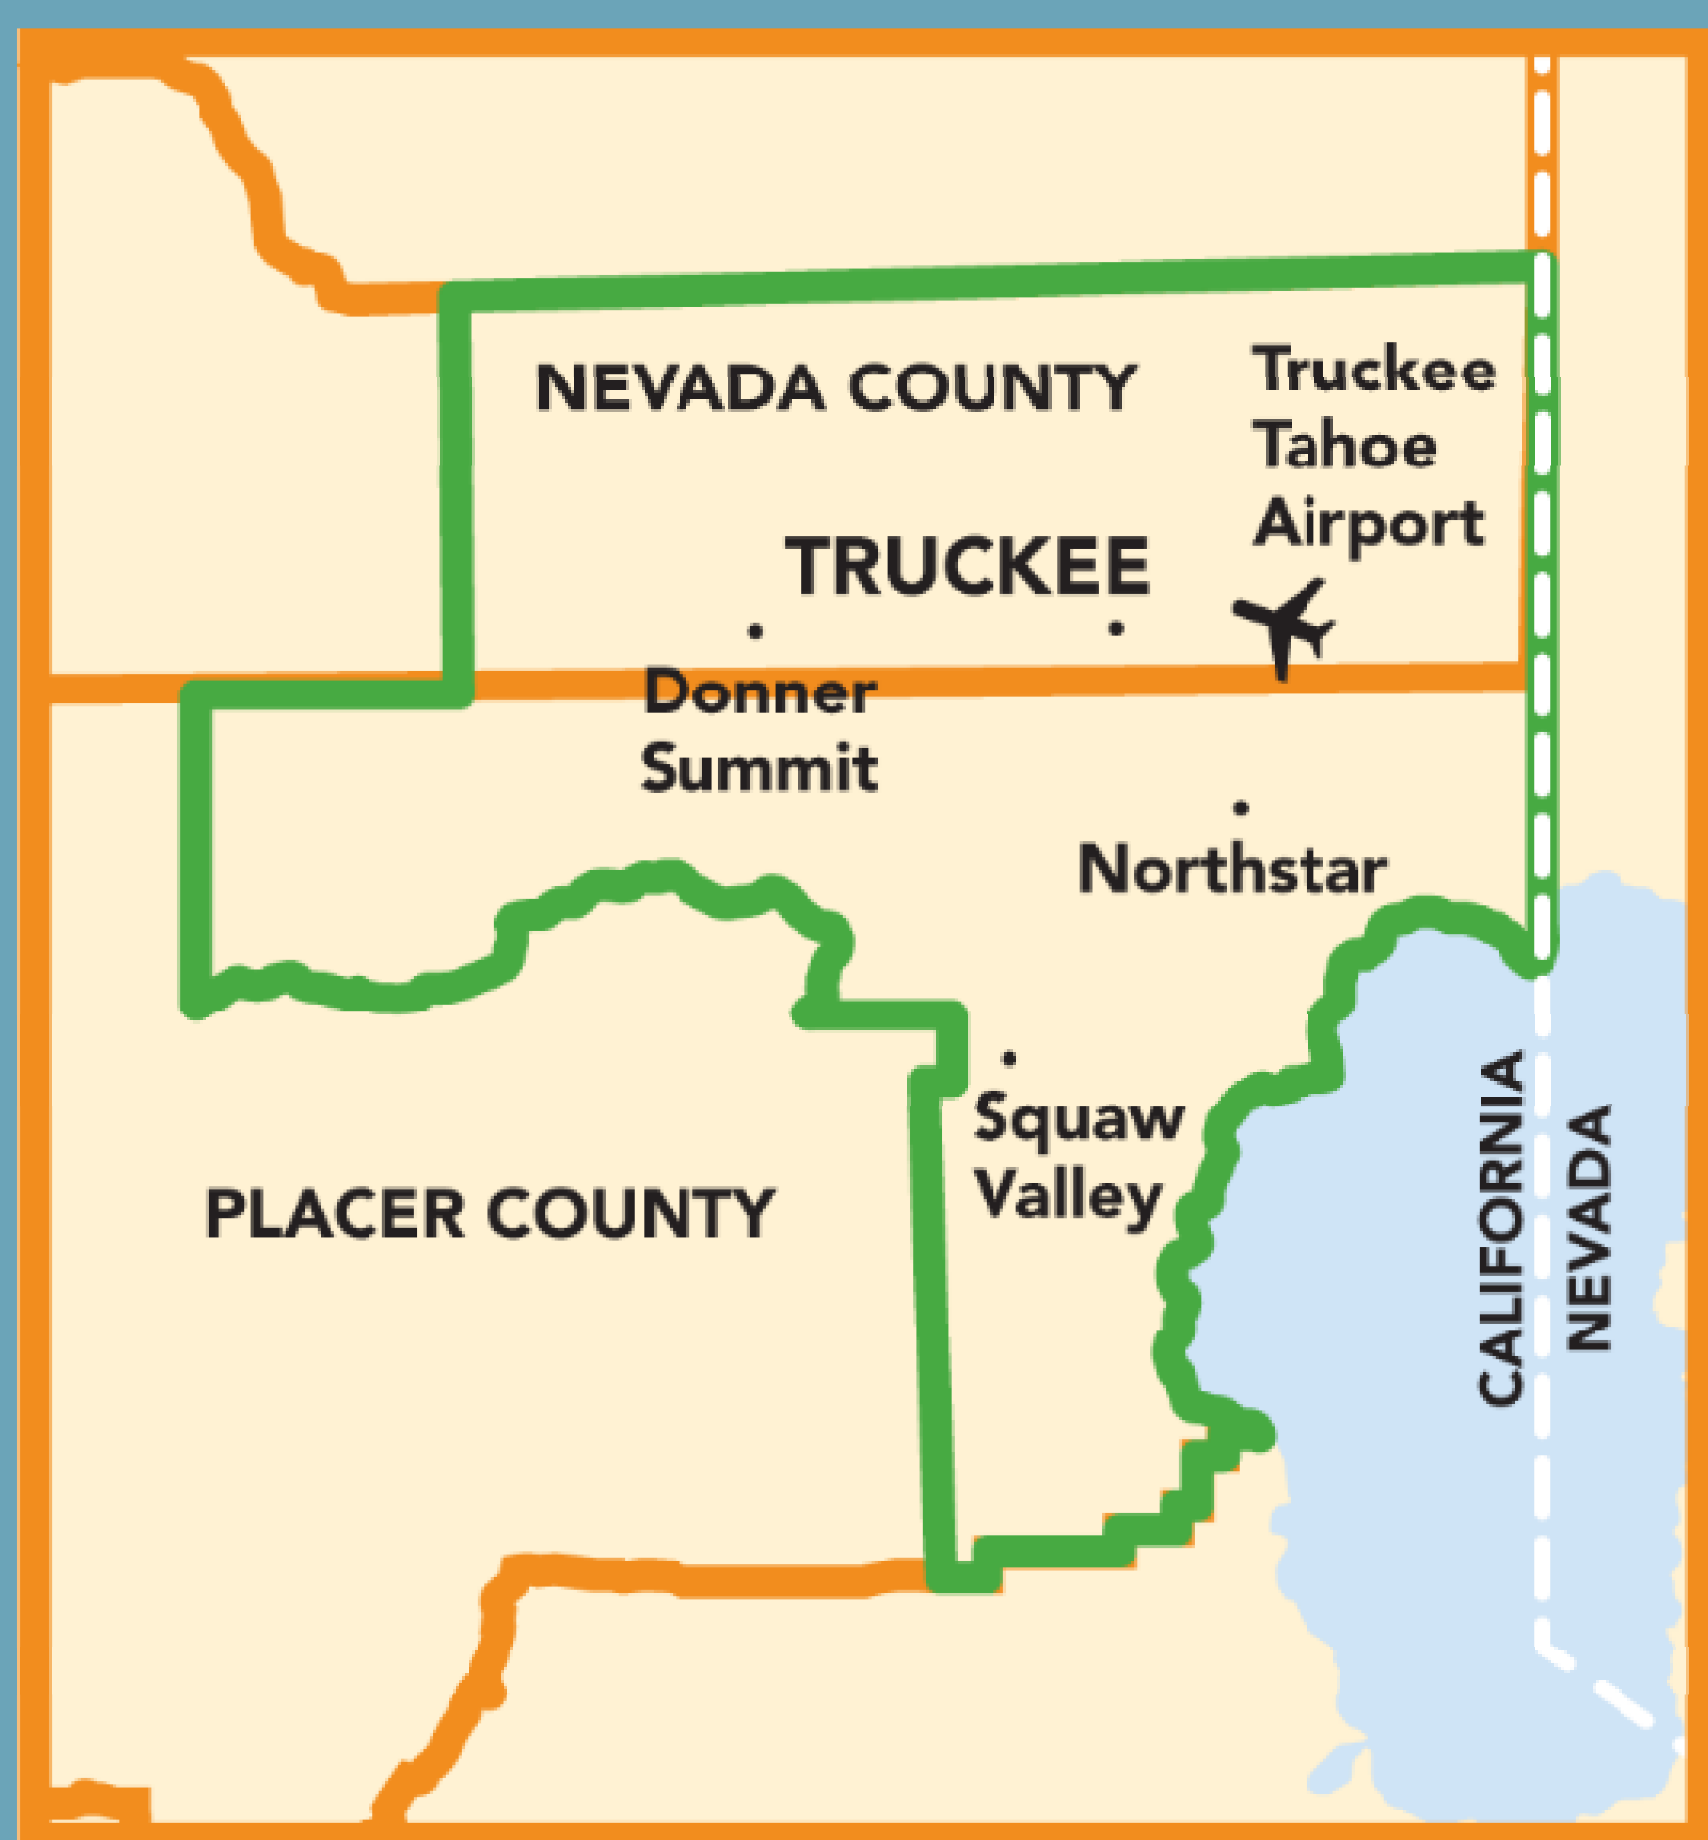 NEVADA COUNTY
Truckee
Tahoe
Airport
TRUCKEE
Donner
Summit
Northstar
Squaw
Valley
PLACER COUNTY
CALIFORNIA
NEVADA